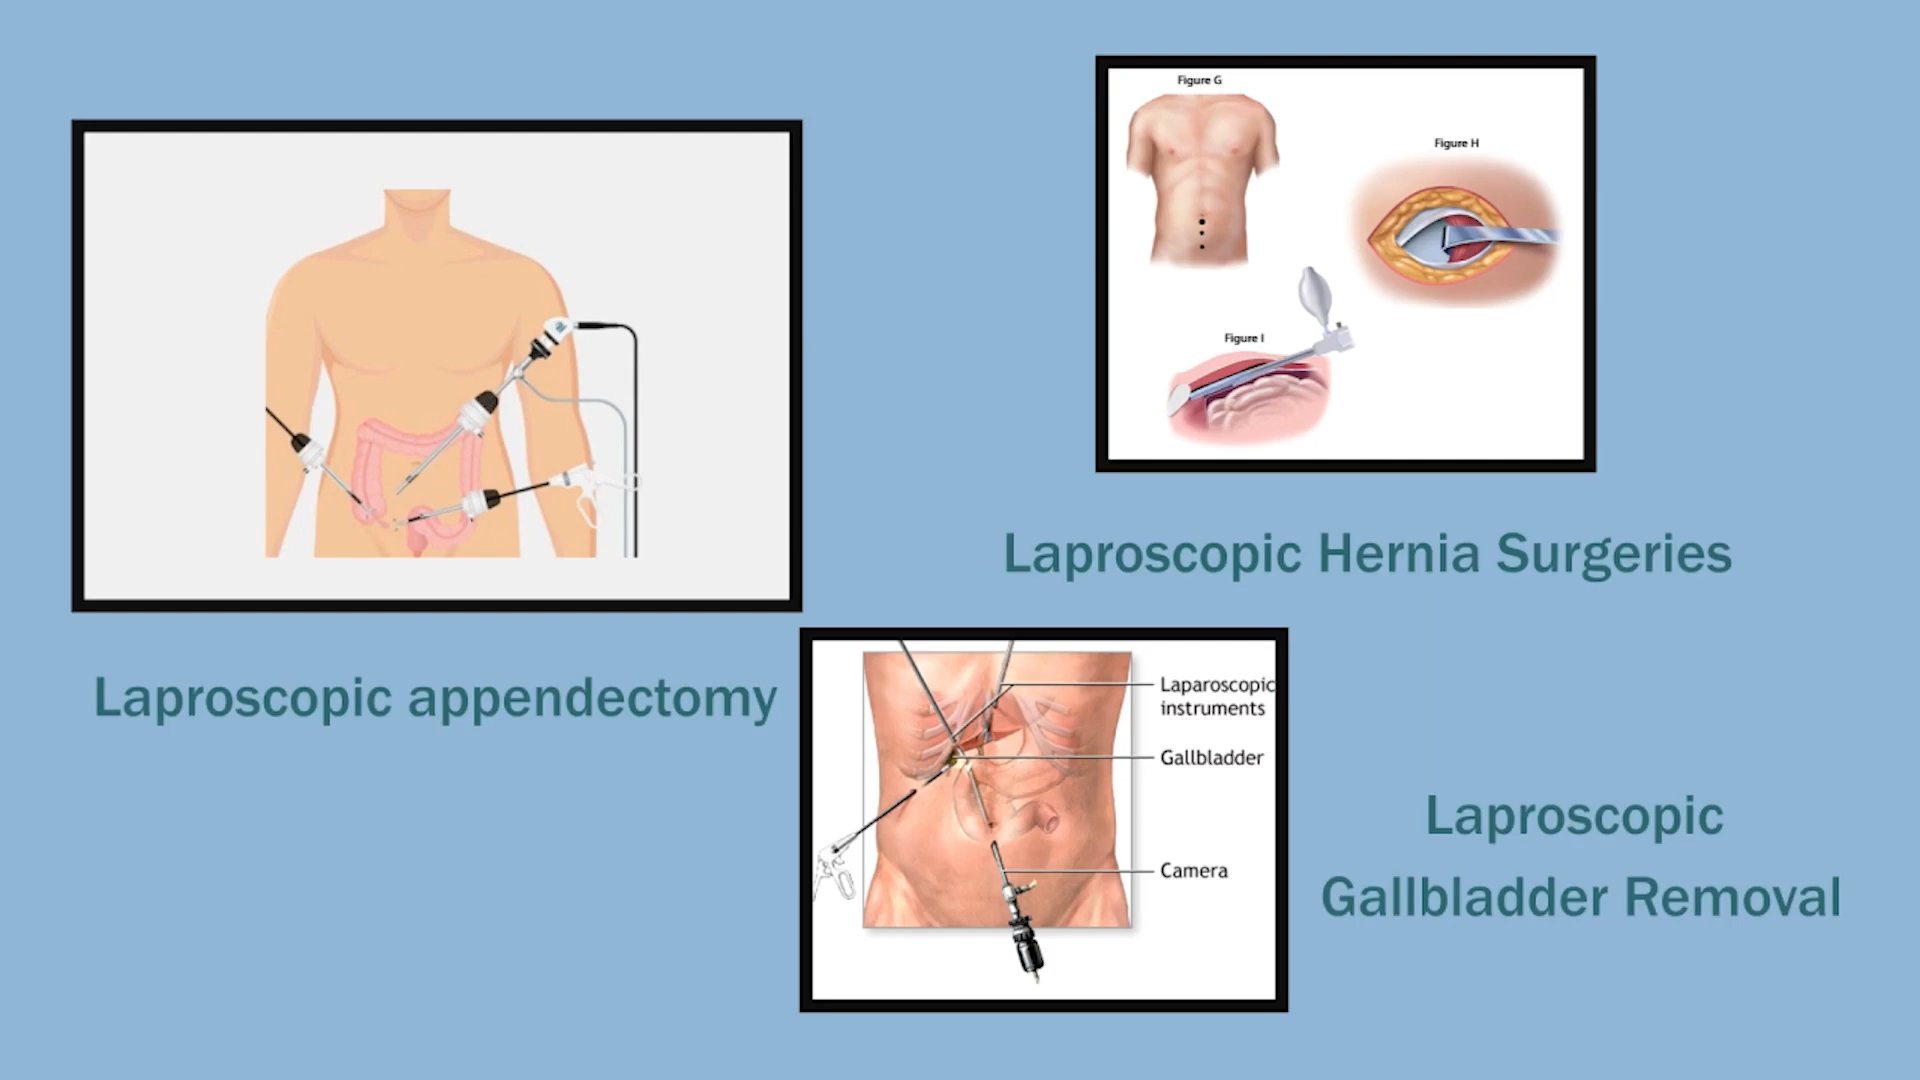 Figure G
Figure H
Figure I
Laproscopic Hernia Surgeries
Laproscopic appendectomy
Laparoscopic
instruments
Gallbladder
Camera
Laproscopic
Gallbladder Removal